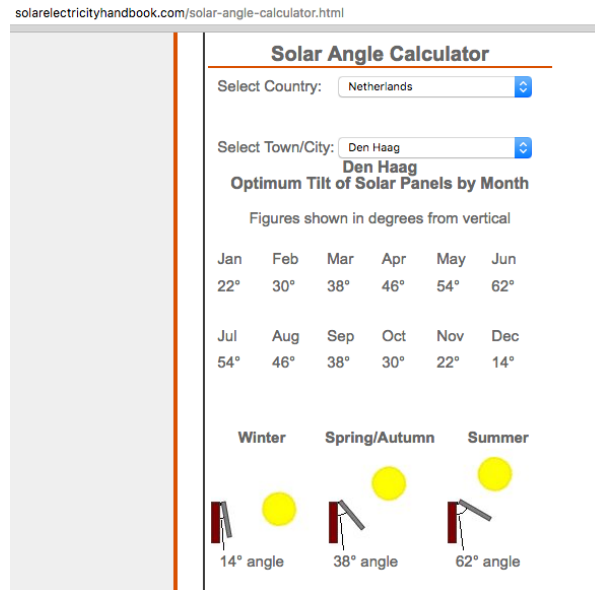 solarelectricityhandbook.com/solar-angle-calculator.html
Solar Angle Calculator
Select Country: Netherlands
Select Town/City: Den Haag
Den Haag
Optimum Tilt of Solar Panels by Month
Figures shown in degrees from vertical
Jan Feb Mar Apr May Jun
22° 30° 38° 46° 54° 62°
Jul Aug Sep Oct Nov Dec
54° 46° 38° 30° 22° 14°
Winter Spring/Autumn Summer
14° angle 38° angle 62° angle